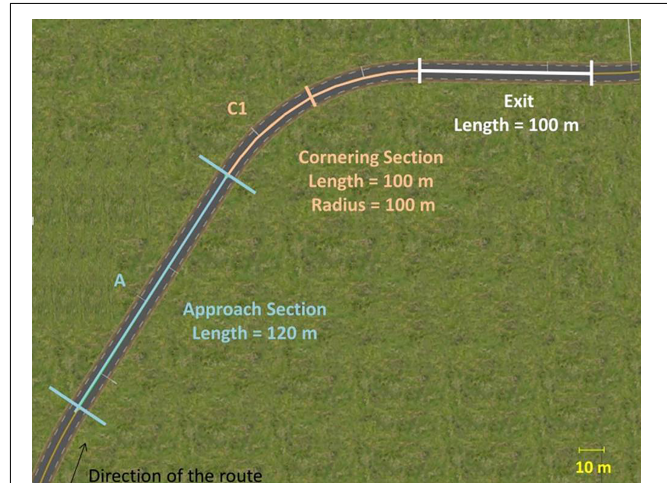 C1
Exit
Length = 100 m
Cornering Section
Length = 100 m
Radius = 100 m
A
Approach Section
Length = 120 m
10 m
Direction of the route